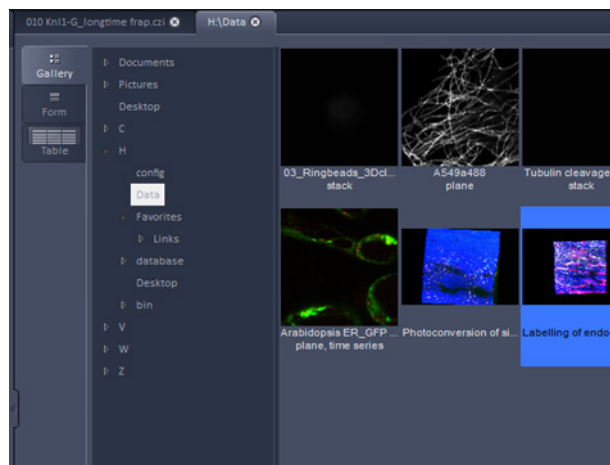 010 Knl1-G_longtime frap.czi
H:\Data
Gallery
Form
Table
Documents
Pictures
Desktop
C
H
config
Data
Favorites
Links
database
Desktop
bin
V
W
Z
03_Ringbeads_3Dcl...
stack
A549a488
plane
Tubulin cleavage
stack
Arabidopsis ER_GFP ...
plane, time series
Photoconversion of si...
Labelling of endo